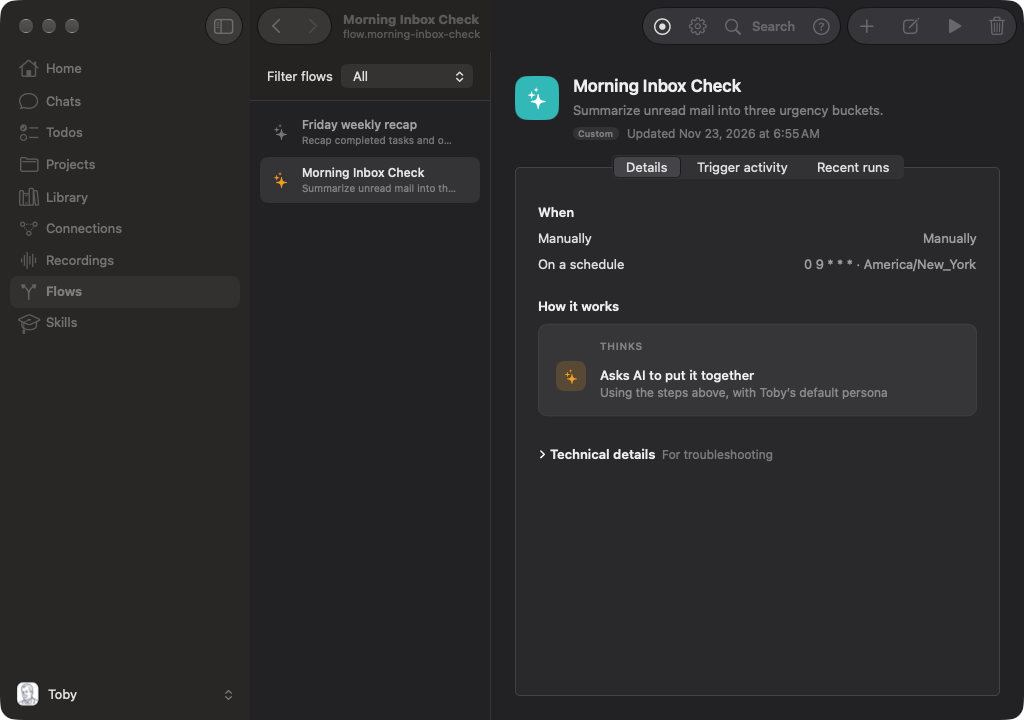 Morning Inbox Check
flow.morning-inbox-check
Search
Home
Chats
Todos
Projects
Library
Connections
Recordings
Flows
Skills
Toby
Filter flows
All
Friday weekly recap
Recap completed tasks and o...
Morning Inbox Check
Summarize unread mail into th...
Morning Inbox Check
Summarize unread mail into three urgency buckets.
Custom Updated Nov 23, 2026 at 6:55 AM
Details Trigger activity Recent runs
When
Manually Manually
On a schedule 0 9 * * * · America/New_York
How it works
THINKS
Asks AI to put it together
Using the steps above, with Toby's default persona
Technical details For troubleshooting